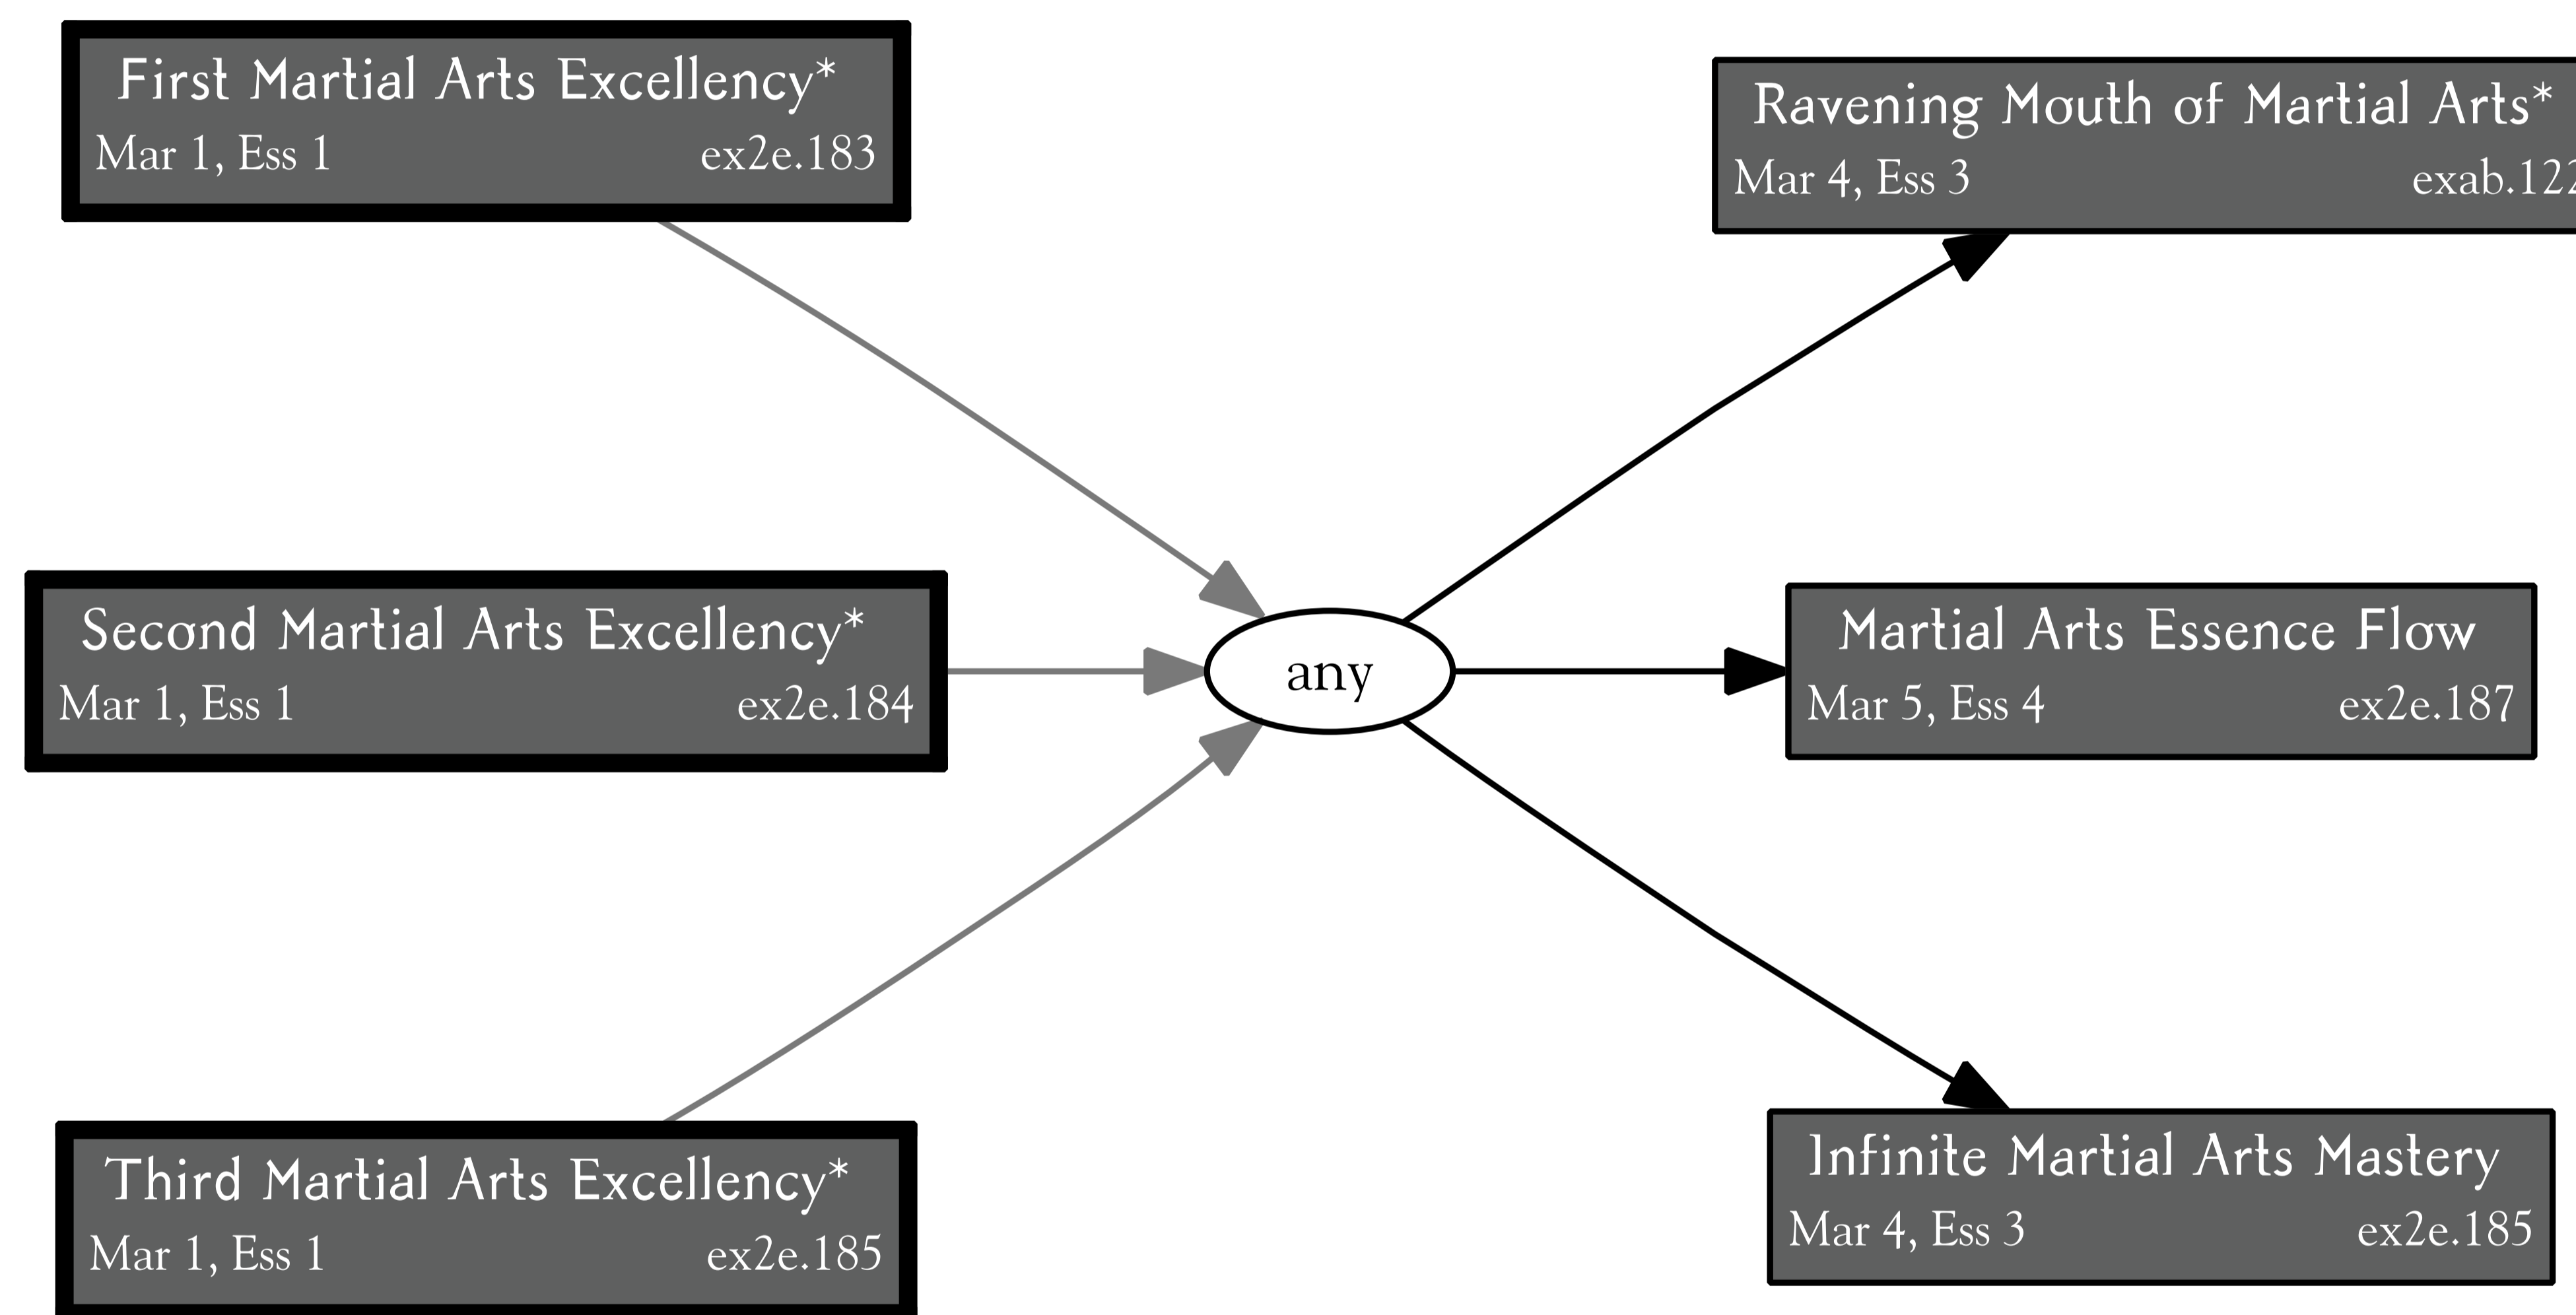 First Martial Arts Excellency*
Mar 1, Ess 1 ex2e.183
Second Martial Arts Excellency*
Mar 1, Ess 1 ex2e.184
Third Martial Arts Excellency*
Mar 1, Ess 1 ex2e.185
any
Ravening Mouth of Martial Arts*
Mar 4, Ess 3
Martial Arts Essence Flow
Mar 5, Ess 4 ex2e.187
Infinite Martial Arts Mastery
Mar 4, Ess 3 ex2e.185